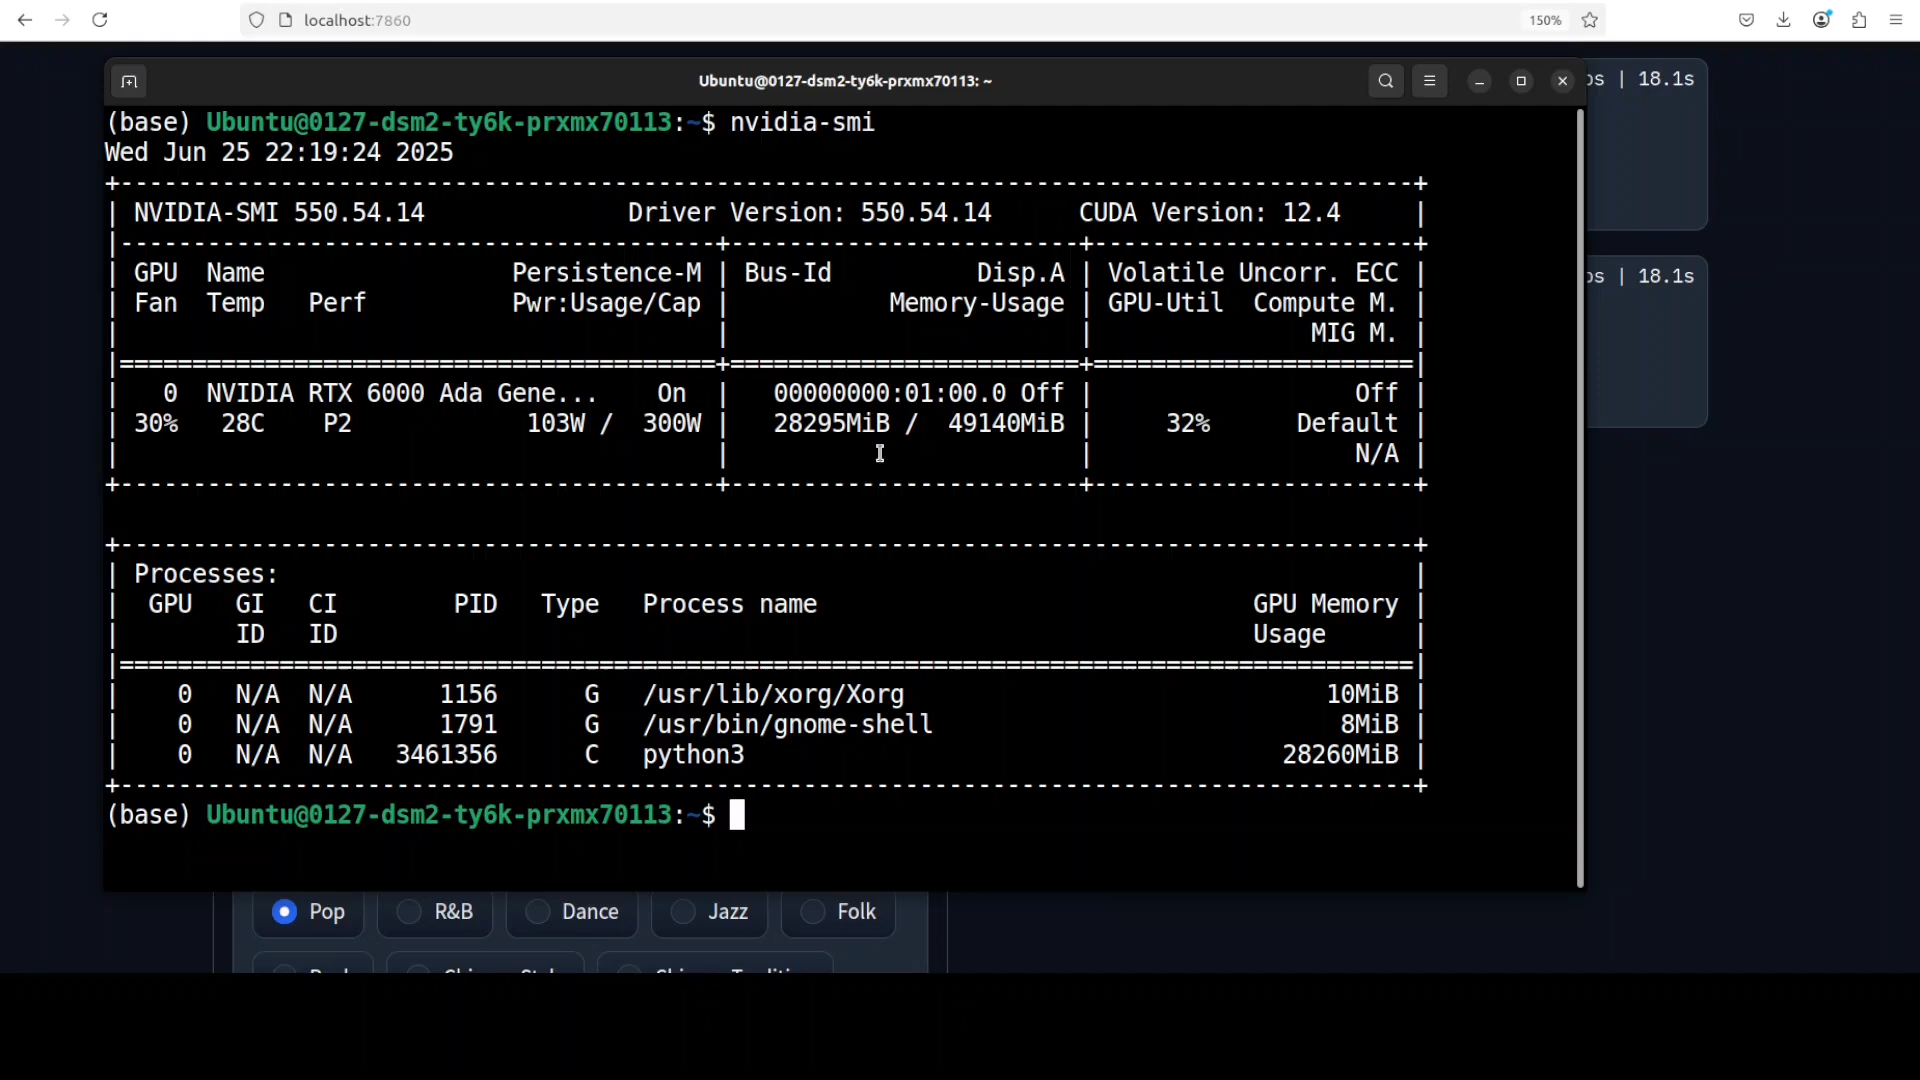 localhost:7860
150%
Ubuntu@0127-dsm2-ty6k-prxmx70113: ~
(base) Ubuntu@0127-dsm2-ty6k-prxmx70113:~$ nvidia-smi
Wed Jun 25 22:19:24 2025
+-----------------------------------------------------------------------------------------+
| NVIDIA-SMI 550.54.14              Driver Version: 550.54.14      CUDA Version: 12.4     |
|-----------------------------------------+------------------------+----------------------+
| GPU  Name                 Persistence-M | Bus-Id          Disp.A | Volatile Uncorr. ECC |
| Fan  Temp   Perf          Pwr:Usage/Cap |           Memory-Usage | GPU-Util  Compute M. |
|                                         |                        |               MIG M. |
|=========================================+========================+======================|
|   0  NVIDIA RTX 6000 Ada Gene...    On  |   00000000:01:00.0 Off |                  Off |
| 30%   28C    P2             103W /  300W |   28295MiB /  49140MiB |     32%      Default |
|                                         |                        |                  N/A |
+-----------------------------------------+------------------------+----------------------+
+-----------------------------------------------------------------------------------------+
| Processes:                                                                              |
|  GPU   GI   CI        PID   Type   Process name                              GPU Memory |
|        ID   ID                                                               Usage      |
|=========================================================================================|
|    0   N/A  N/A      1156      G   /usr/lib/xorg/Xorg                             10MiB |
|    0   N/A  N/A      1791      G   /usr/bin/gnome-shell                            8MiB |
|    0   N/A  N/A   3461356      C   python3                                     28260MiB |
+-----------------------------------------------------------------------------------------+
(base) Ubuntu@0127-dsm2-ty6k-prxmx70113:~$
| 18.1s
| 18.1s
Pop
R&B
Dance
Jazz
Folk